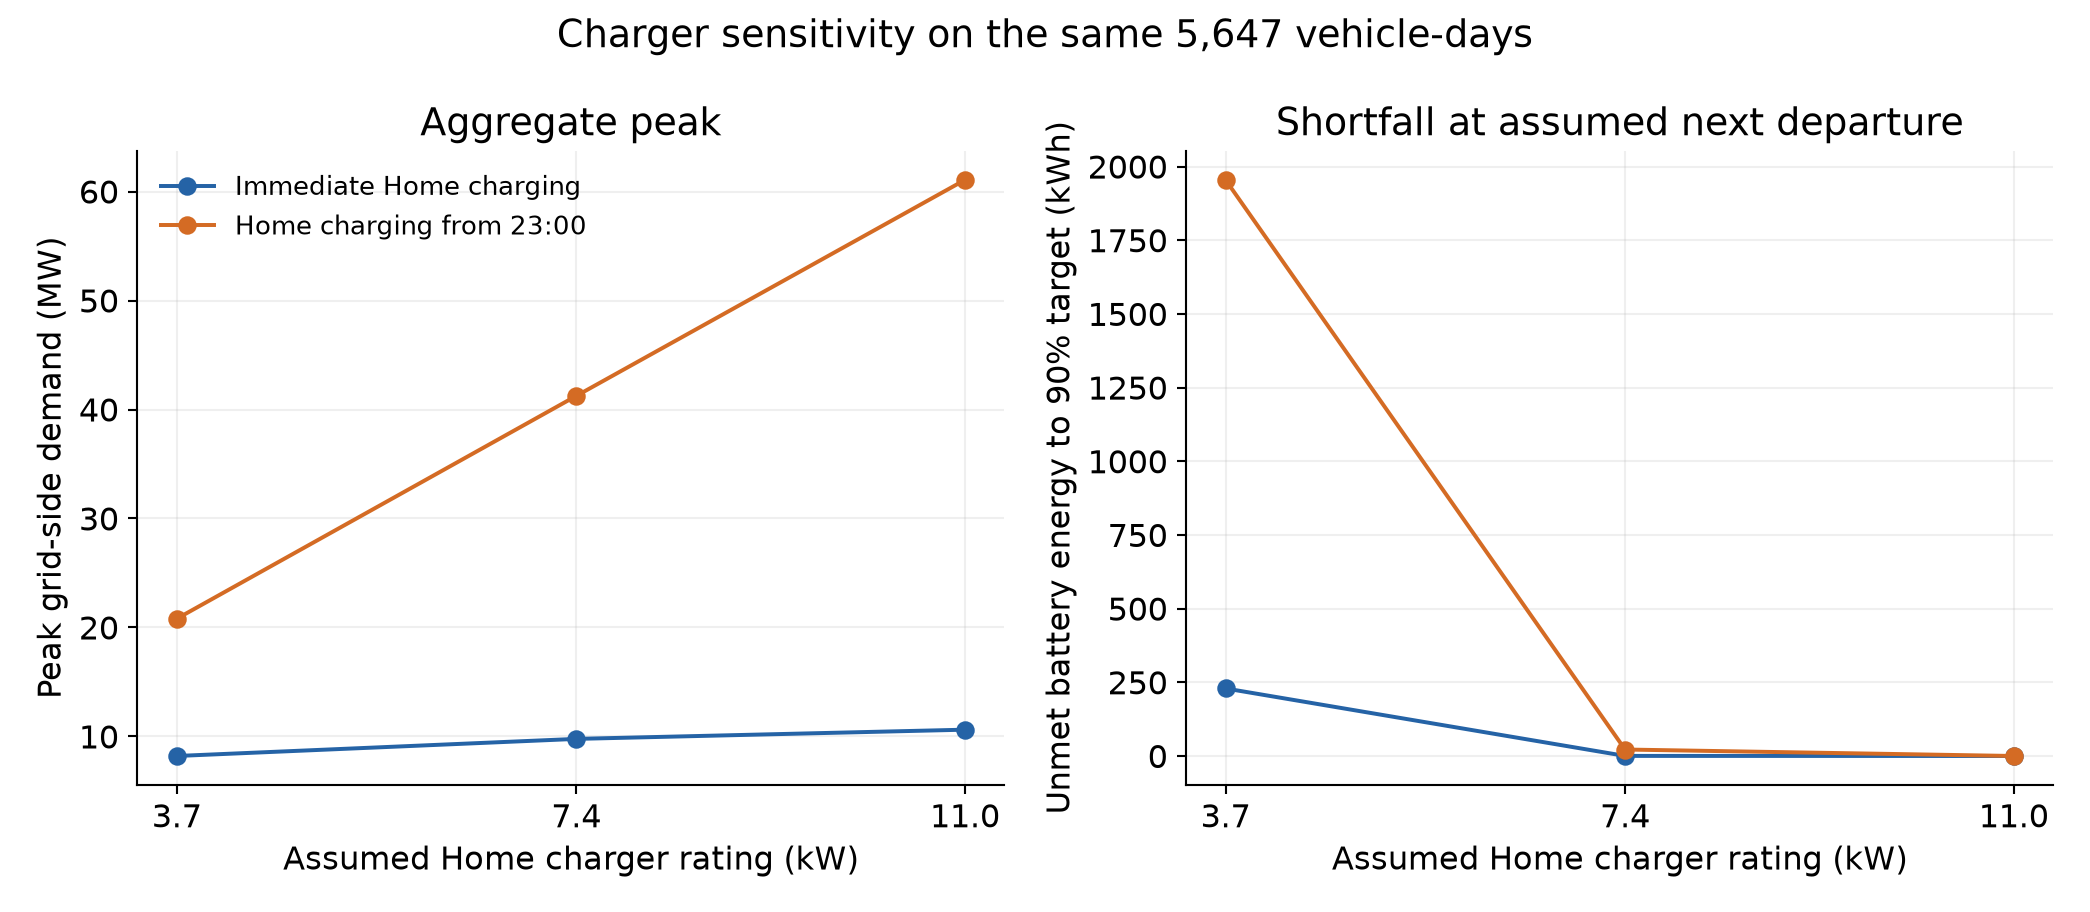 Charger sensitivity on the same 5,647 vehicle-days
Aggregate peak
Immediate Home charging
Home charging from 23:00
Peak grid-side demand (MW)
60
50
40
30
20
10
3.7 7.4 11.0
Assumed Home charger rating (kW)
Shortfall at assumed next departure
Unmet battery energy to 90% target (kWh)
2000
1750
1500
1250
1000
750
500
250
0
3.7 7.4 11.0
Assumed Home charger rating (kW)